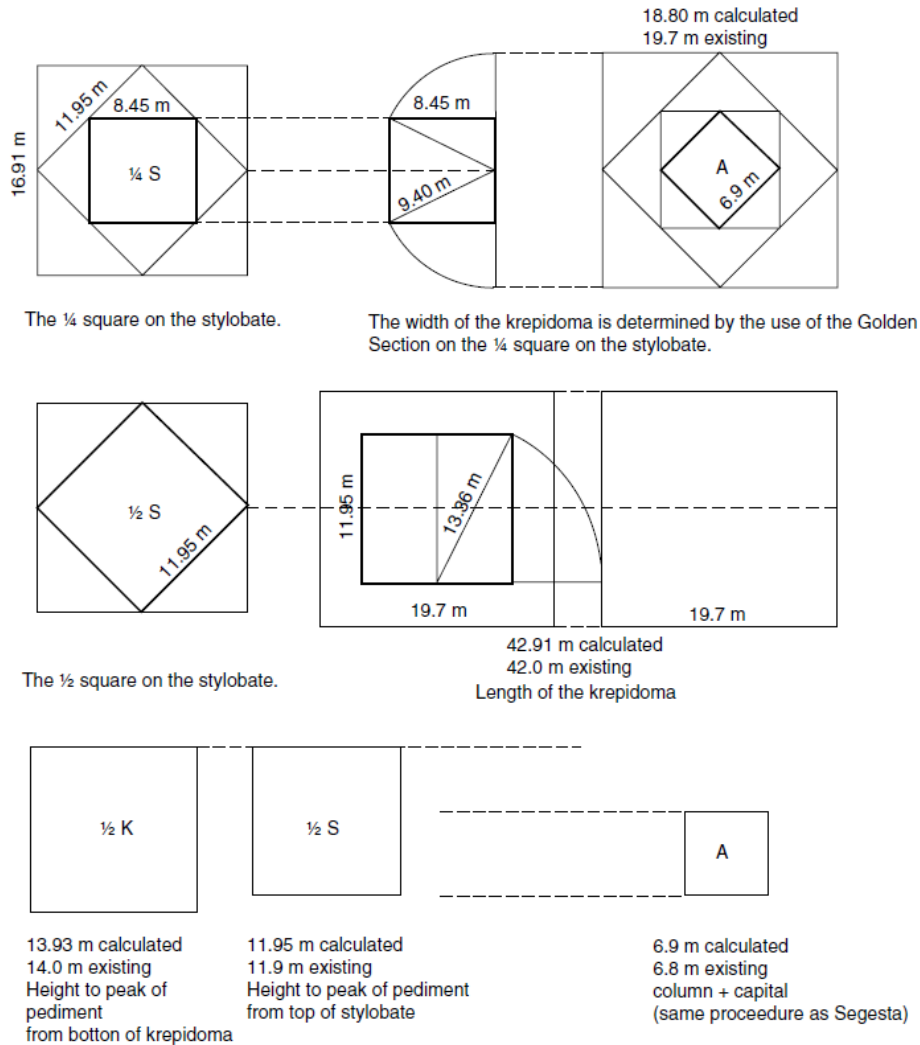 18.80 m calculated
19.7 m existing
16.91 m
11.95 m
8.45 m
¼ S
8.45 m
9.40 m
A
6.9 m
The ¼ square on the stylobate.
The width of the krepidoma is determined by the use of the Golden
Section on the ¼ square on the stylobate.
½ S
11.95 m
11.95 m
13.36 m
19.7 m
19.7 m
42.91 m calculated
42.0 m existing
Length of the krepidoma
The ½ square on the stylobate.
½ K
½ S
A
13.93 m calculated
14.0 m existing
Height to peak of
pediment
from botton of krepidoma
11.95 m calculated
11.9 m existing
Height to peak of pediment
from top of stylobate
6.9 m calculated
6.8 m existing
column + capital
(same proceedure as Segesta)